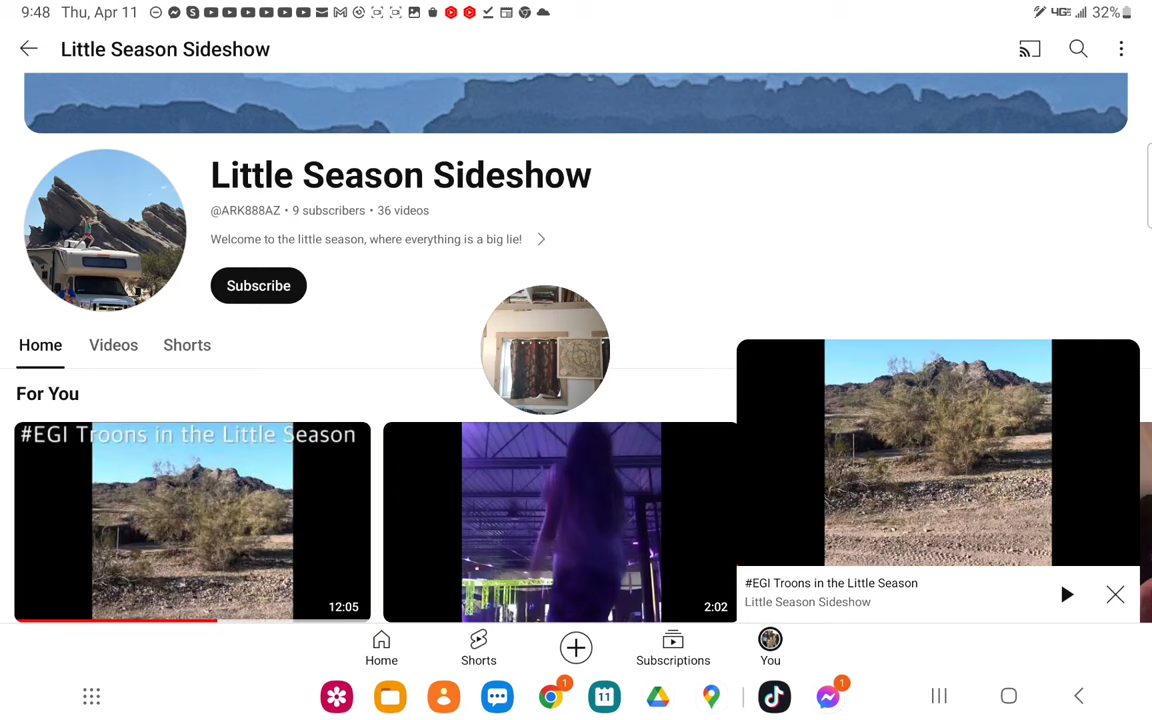 9:48 Thu, Apr 11
4G 32%
Little Season Sideshow
Little Season Sideshow
@ARK888AZ • 9 subscribers • 36 videos
Welcome to the little season, where everything is a big lie!
Subscribe
Home Videos Shorts
For You
#EGI Troons in the Little Season
12:05
2:02
#EGI Troons in the Little Season
Little Season Sideshow
Home Shorts Subscriptions You
1 11 1